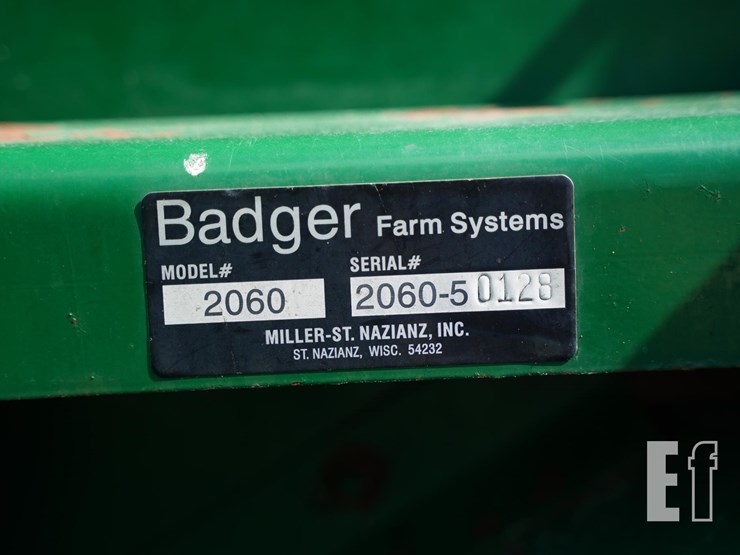 Badger Farm Systems
MODEL# SERIAL#
2060 2060-5 0128
MILLER-ST. NAZIANZ, INC.
ST. NAZIANZ, WISC. 54232
Ef